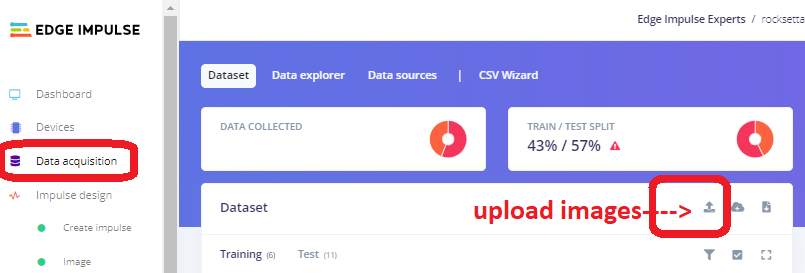 EDGE IMPULSE
Edge Impulse Experts / rocksetta
Dashboard
Devices
Data acquisition
Impulse design
Create impulse
Image
Dataset Data explorer Data sources | CSV Wizard
DATA COLLECTED
TRAIN / TEST SPLIT
43% / 57%
Dataset
upload images---->
Training (6) Test (11)